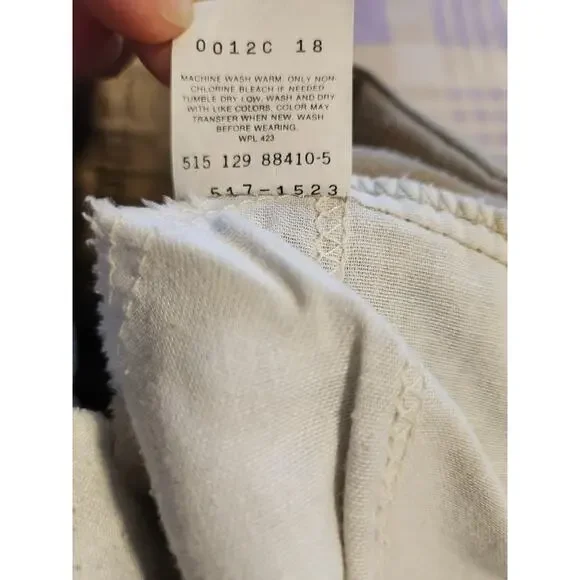 0012C 18
MACHINE WASH WARM. ONLY NON-
CHLORINE BLEACH IF NEEDED
TUMBLE DRY LOW. WASH AND DRY
WITH LIKE COLORS. COLOR MAY
TRANSFER WHEN NEW. WASH
BEFORE WEARING.
WPL 423
515 129 88410-5
517-1523